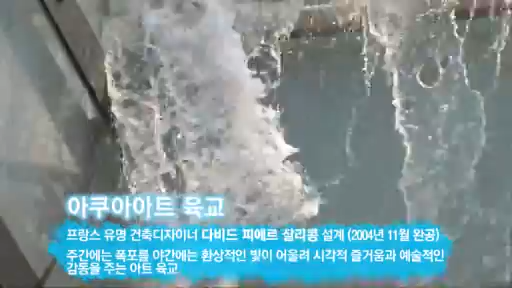 아쿠아아트 육교
프랑스 유명 건축디자이너 다비드 피에르 잘리콩 설계 (2004년 11월 완공)
주간에는 폭포를 야간에는 환상적인 빛이 어울려 시각적 즐거움과 예술적인
감동을 주는 아트 육교